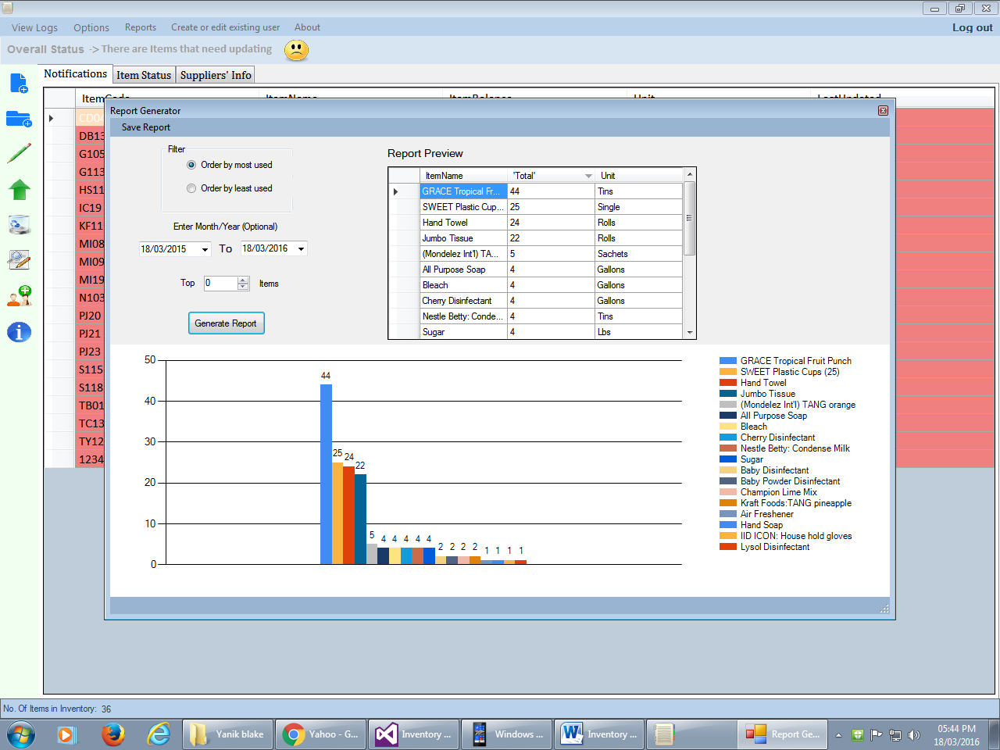 View Logs Options Reports Create or edit existing user About Log out
Overall Status -> There are Items that need updating
Notifications Item Status Suppliers' Info
ItemCode ItemName ItemBalance Unit LastUpdated
DB13
G105
G113
HS11
IC19
KF11
MI08
MI09
MI19
N103
PJ20
PJ21
PJ23
S115
S118
TB01
TC13
TY12
1234
Report Generator
Save Report
Filter
Order by most used
Order by least used
Enter Month/Year (Optional)
18/03/2015 To 18/03/2016
Top 0 Items
Generate Report
Report Preview
ItemName 'Total' Unit
GRACE Tropical Fr... 44 Tins
SWEET Plastic Cup... 25 Single
Hand Towel 24 Rolls
Jumbo Tissue 22 Rolls
(Mondelez Int'l) TA... 5 Sachets
All Purpose Soap 4 Gallons
Bleach 4 Gallons
Cherry Disinfectant 4 Gallons
Nestle Betty: Conde... 4 Tins
Sugar 4 Lbs
50
40
30
20
10
0
44 25 24 22 5 4 4 4 4 4 2 2 2 2 1 1 1 1
GRACE Tropical Fruit Punch
SWEET Plastic Cups (25)
Hand Towel
Jumbo Tissue
(Mondelez Int'l) TANG orange
All Purpose Soap
Bleach
Cherry Disinfectant
Nestle Betty: Condense Milk
Sugar
Baby Disinfectant
Baby Powder Disinfectant
Champion Lime Mix
Kraft Foods:TANG pineapple
Air Freshener
Hand Soap
IID ICON: House hold gloves
Lysol Disinfectant
No. Of Items in Inventory: 36
Yanik blake Yahoo - G... Inventory ... Windows ... Inventory ... Report Ge...
05:44 PM
18/03/2016